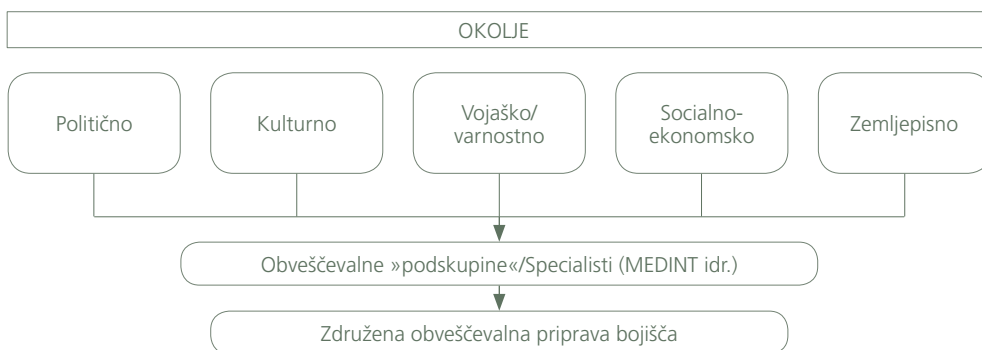 OKOLJE
Politično
Kulturno
Vojaško/
varnostno
Socialno-
ekonomsko
Zemljepisno
Obveščevalne »podskupine«/Specialisti (MEDINT idr.)
Združena obveščevalna priprava bojišča